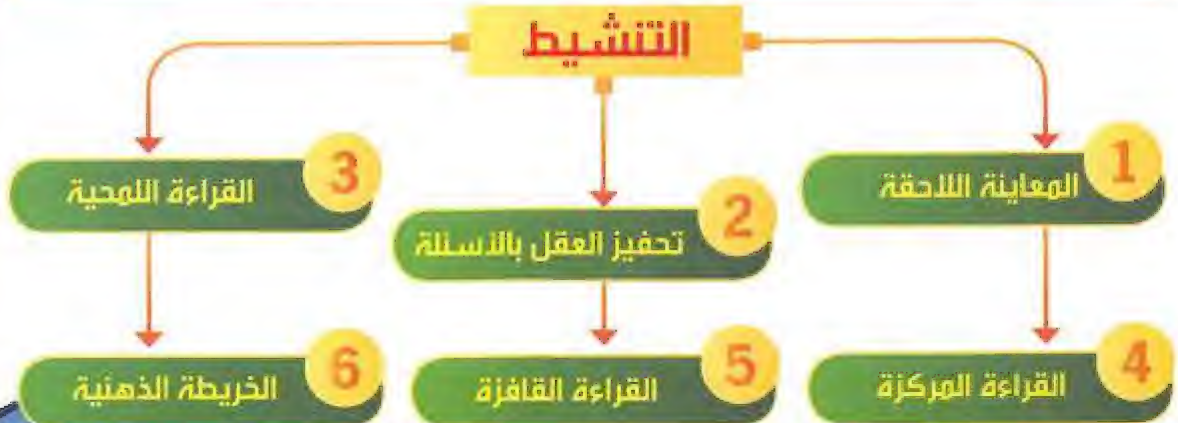 التنشيط
1
المعاينة اللاحقة
2
تحفيز العقل بالأسئلة
3
القراءة اللمحية
4
القراءة المركزة
5
القراءة القافزة
6
الخريطة الذهنية